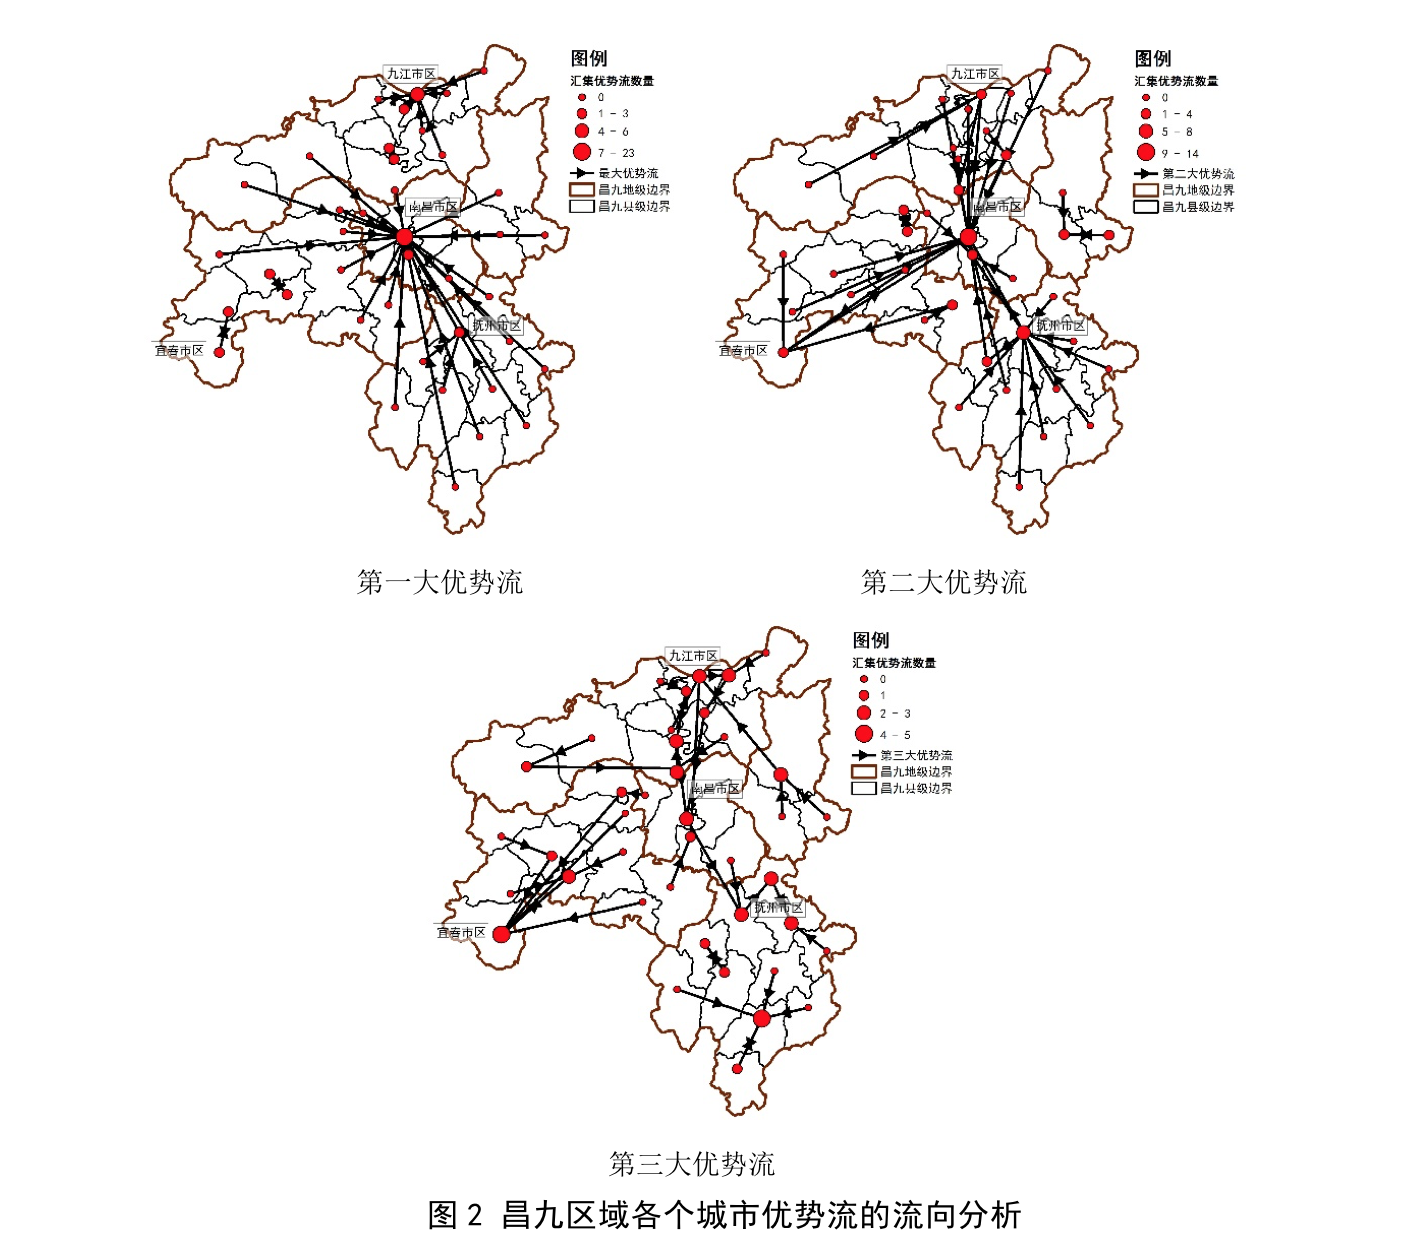 图例
汇集优势流数量
0
1 - 3
4 - 6
7 - 23
最大优势流
昌九地级边界
昌九县级边界
九江市区
南昌市区
抚州市区
宜春市区
第一大优势流
图例
汇集优势流数量
0
1 - 4
5 - 8
9 - 14
第二大优势流
昌九地级边界
昌九县级边界
九江市区
南昌市区
抚州市区
宜春市区
第二大优势流
图例
汇集优势流数量
0
1
2 - 3
4 - 5
第三大优势流
昌九地级边界
昌九县级边界
九江市区
南昌市区
抚州市区
宜春市区
第三大优势流
图 2 昌九区域各个城市优势流的流向分析